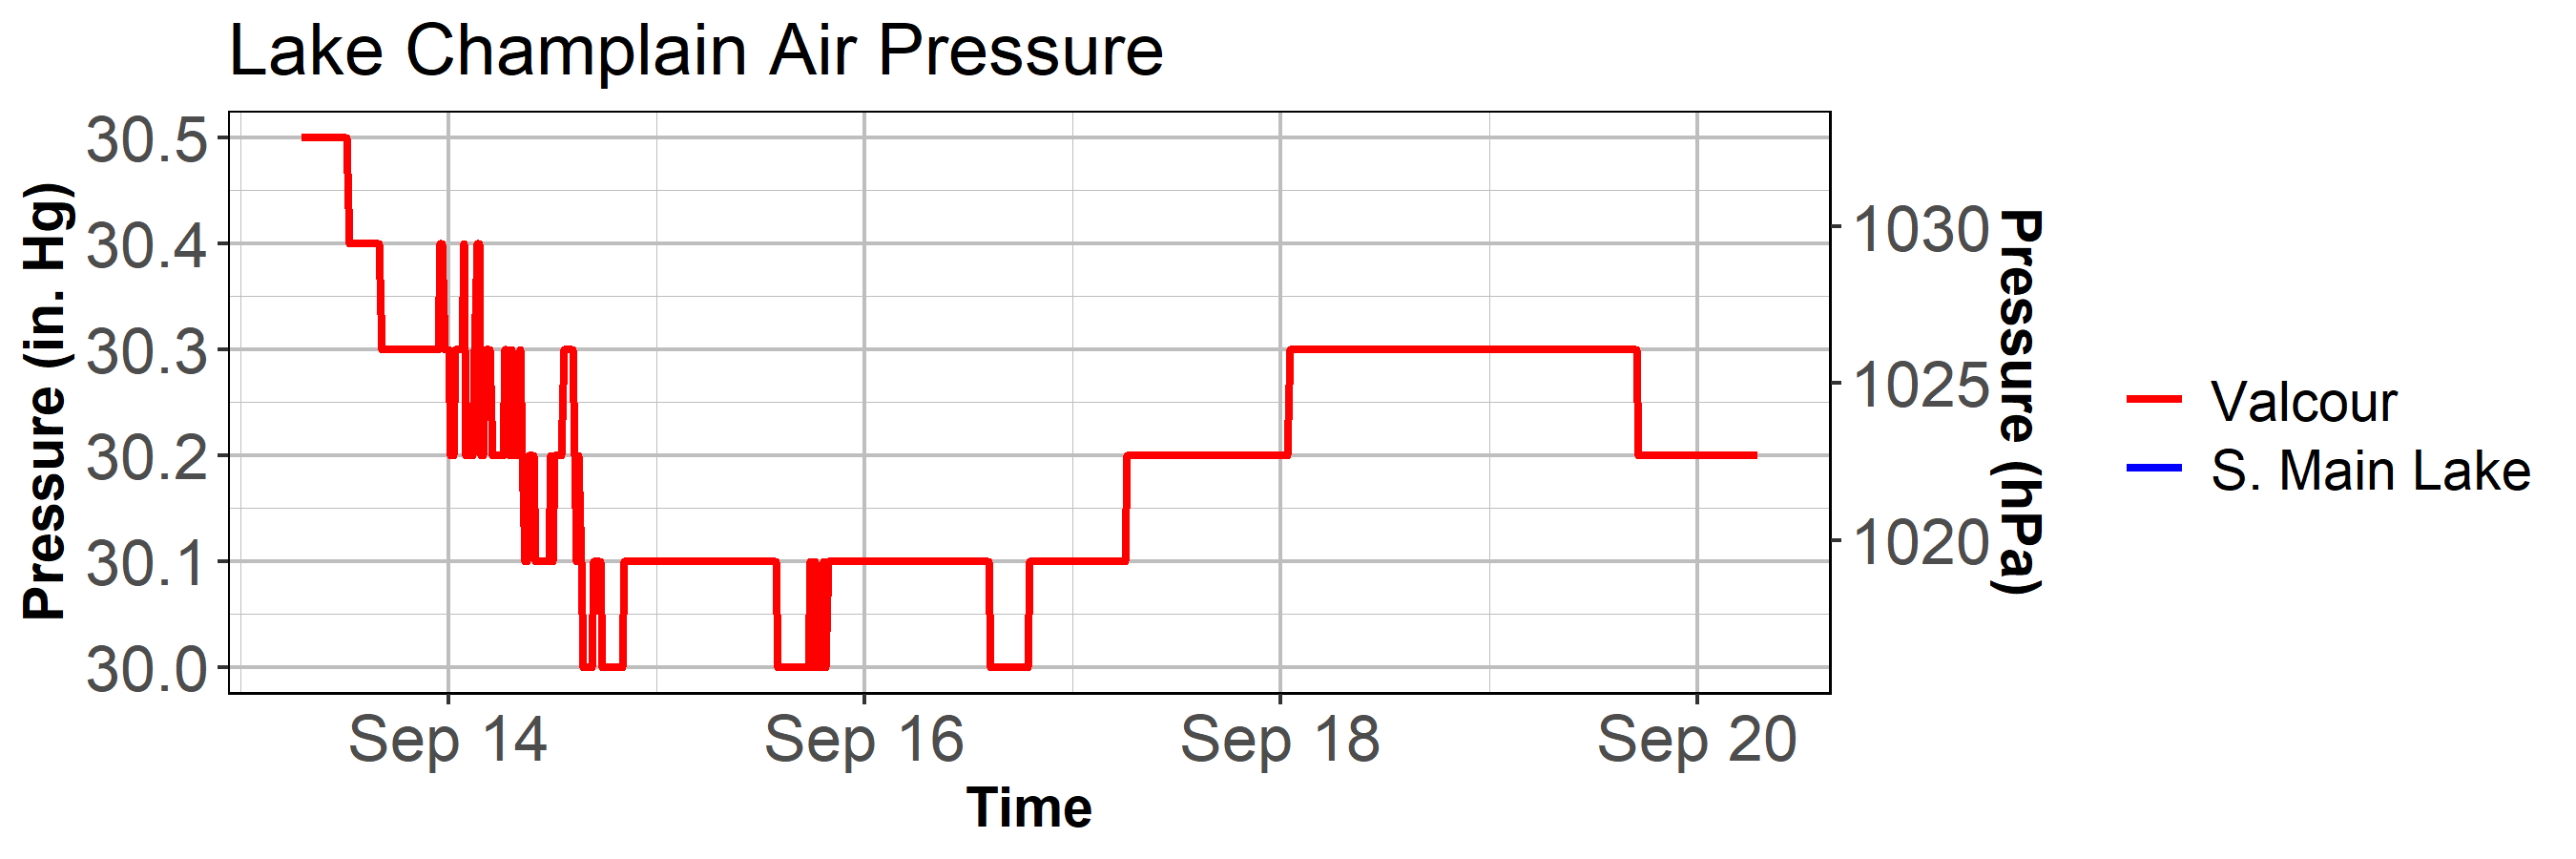 Lake Champlain Air Pressure
Pressure (in. Hg)
30.5
30.4
30.3
30.2
30.1
30.0
1030
1025
1020
Pressure (hPa)
Sep 14
Sep 16
Sep 18
Sep 20
Time
Valcour
S. Main Lake